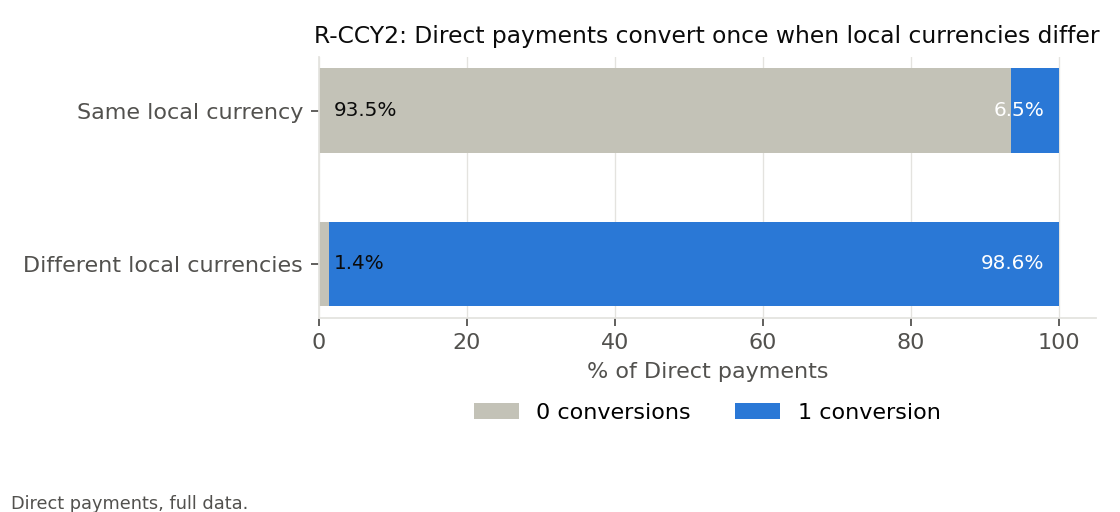 R-CCY2: Direct payments convert once when local currencies differ
Same local currency
93.5%
6.5%
Different local currencies
1.4%
98.6%
0 20 40 60 80 100
% of Direct payments
0 conversions 1 conversion
Direct payments, full data.